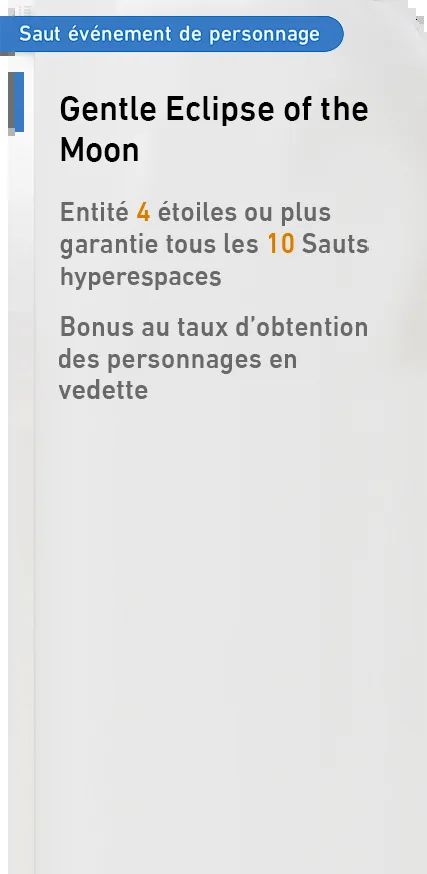 Saut événement de personnage
Gentle Eclipse of the
Moon
Entité 4 étoiles ou plus
garantie tous les 10 Sauts
hyperespaces
Bonus au taux d’obtention
des personnages en
vedette